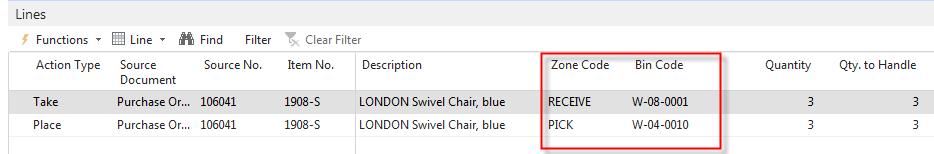 Lines
Functions Line Find Filter Clear Filter
Action Type Source Document Source No. Item No. Description Zone Code Bin Code Quantity Qty. to Handle
Take Purchase Or... 106041 1908-S LONDON Swivel Chair, blue RECEIVE W-08-0001 3 3
Place Purchase Or... 106041 1908-S LONDON Swivel Chair, blue PICK W-04-0010 3 3